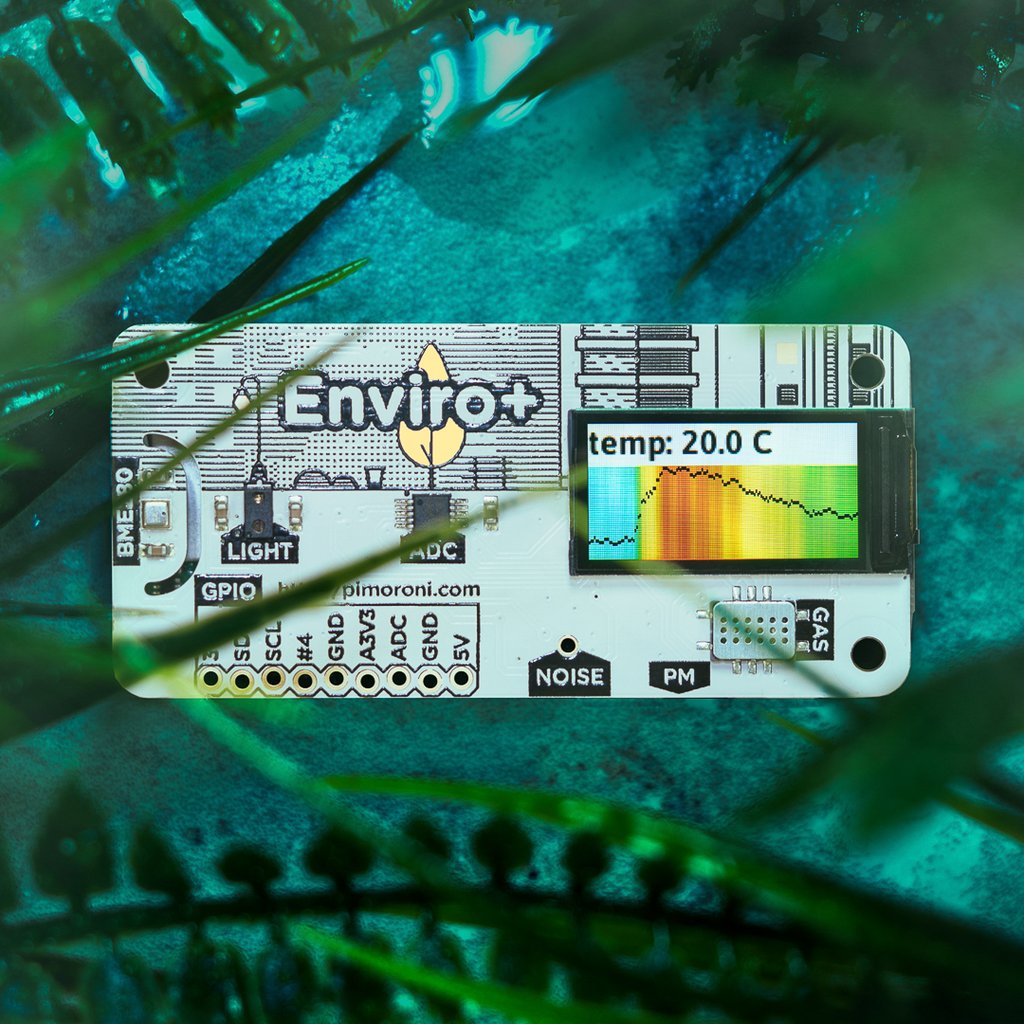 Enviro+
temp: 20.0 C
BME280
LIGHT
ADC
GPIO
pimoroni.com
SCL
#4
GND
A3V3
ADC
GND
5V
NOISE
PM
GAS